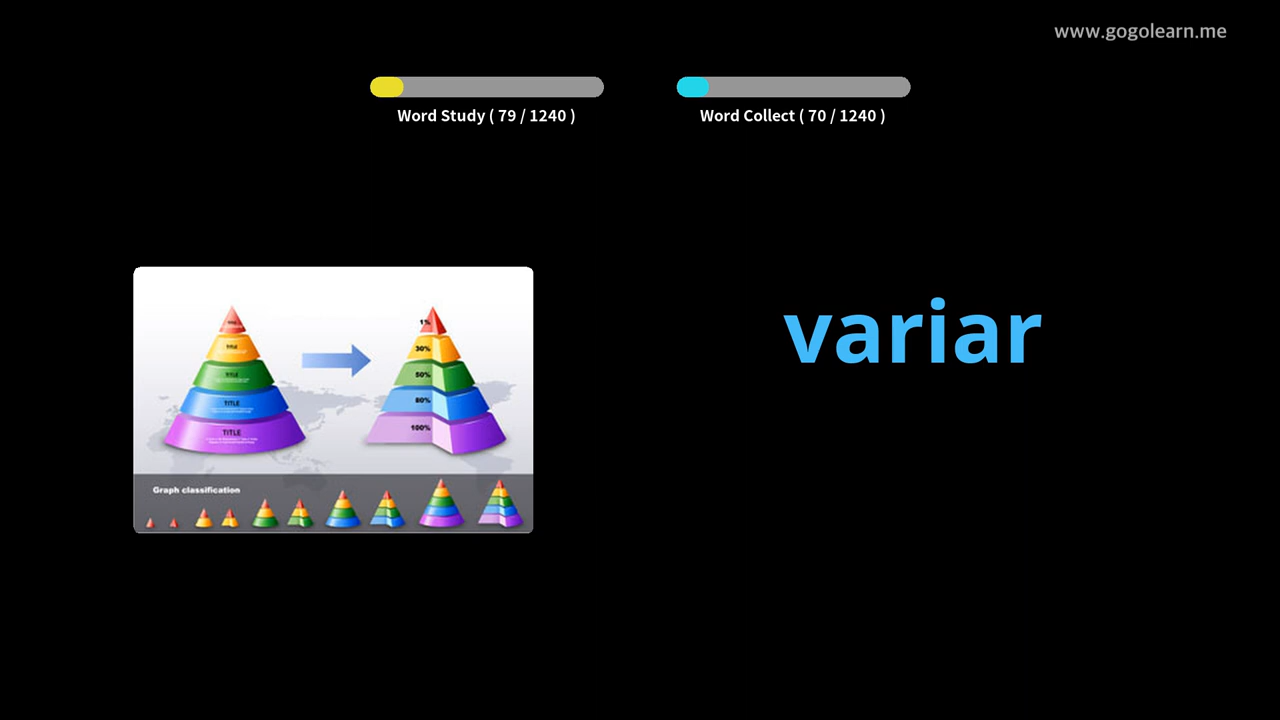 www.gogolearn.me
Word Study ( 79 / 1240 )
Word Collect ( 70 / 1240 )
variar
TITLE
TITLE
TITLE
TITLE
1%
30%
50%
80%
100%
Graph classification